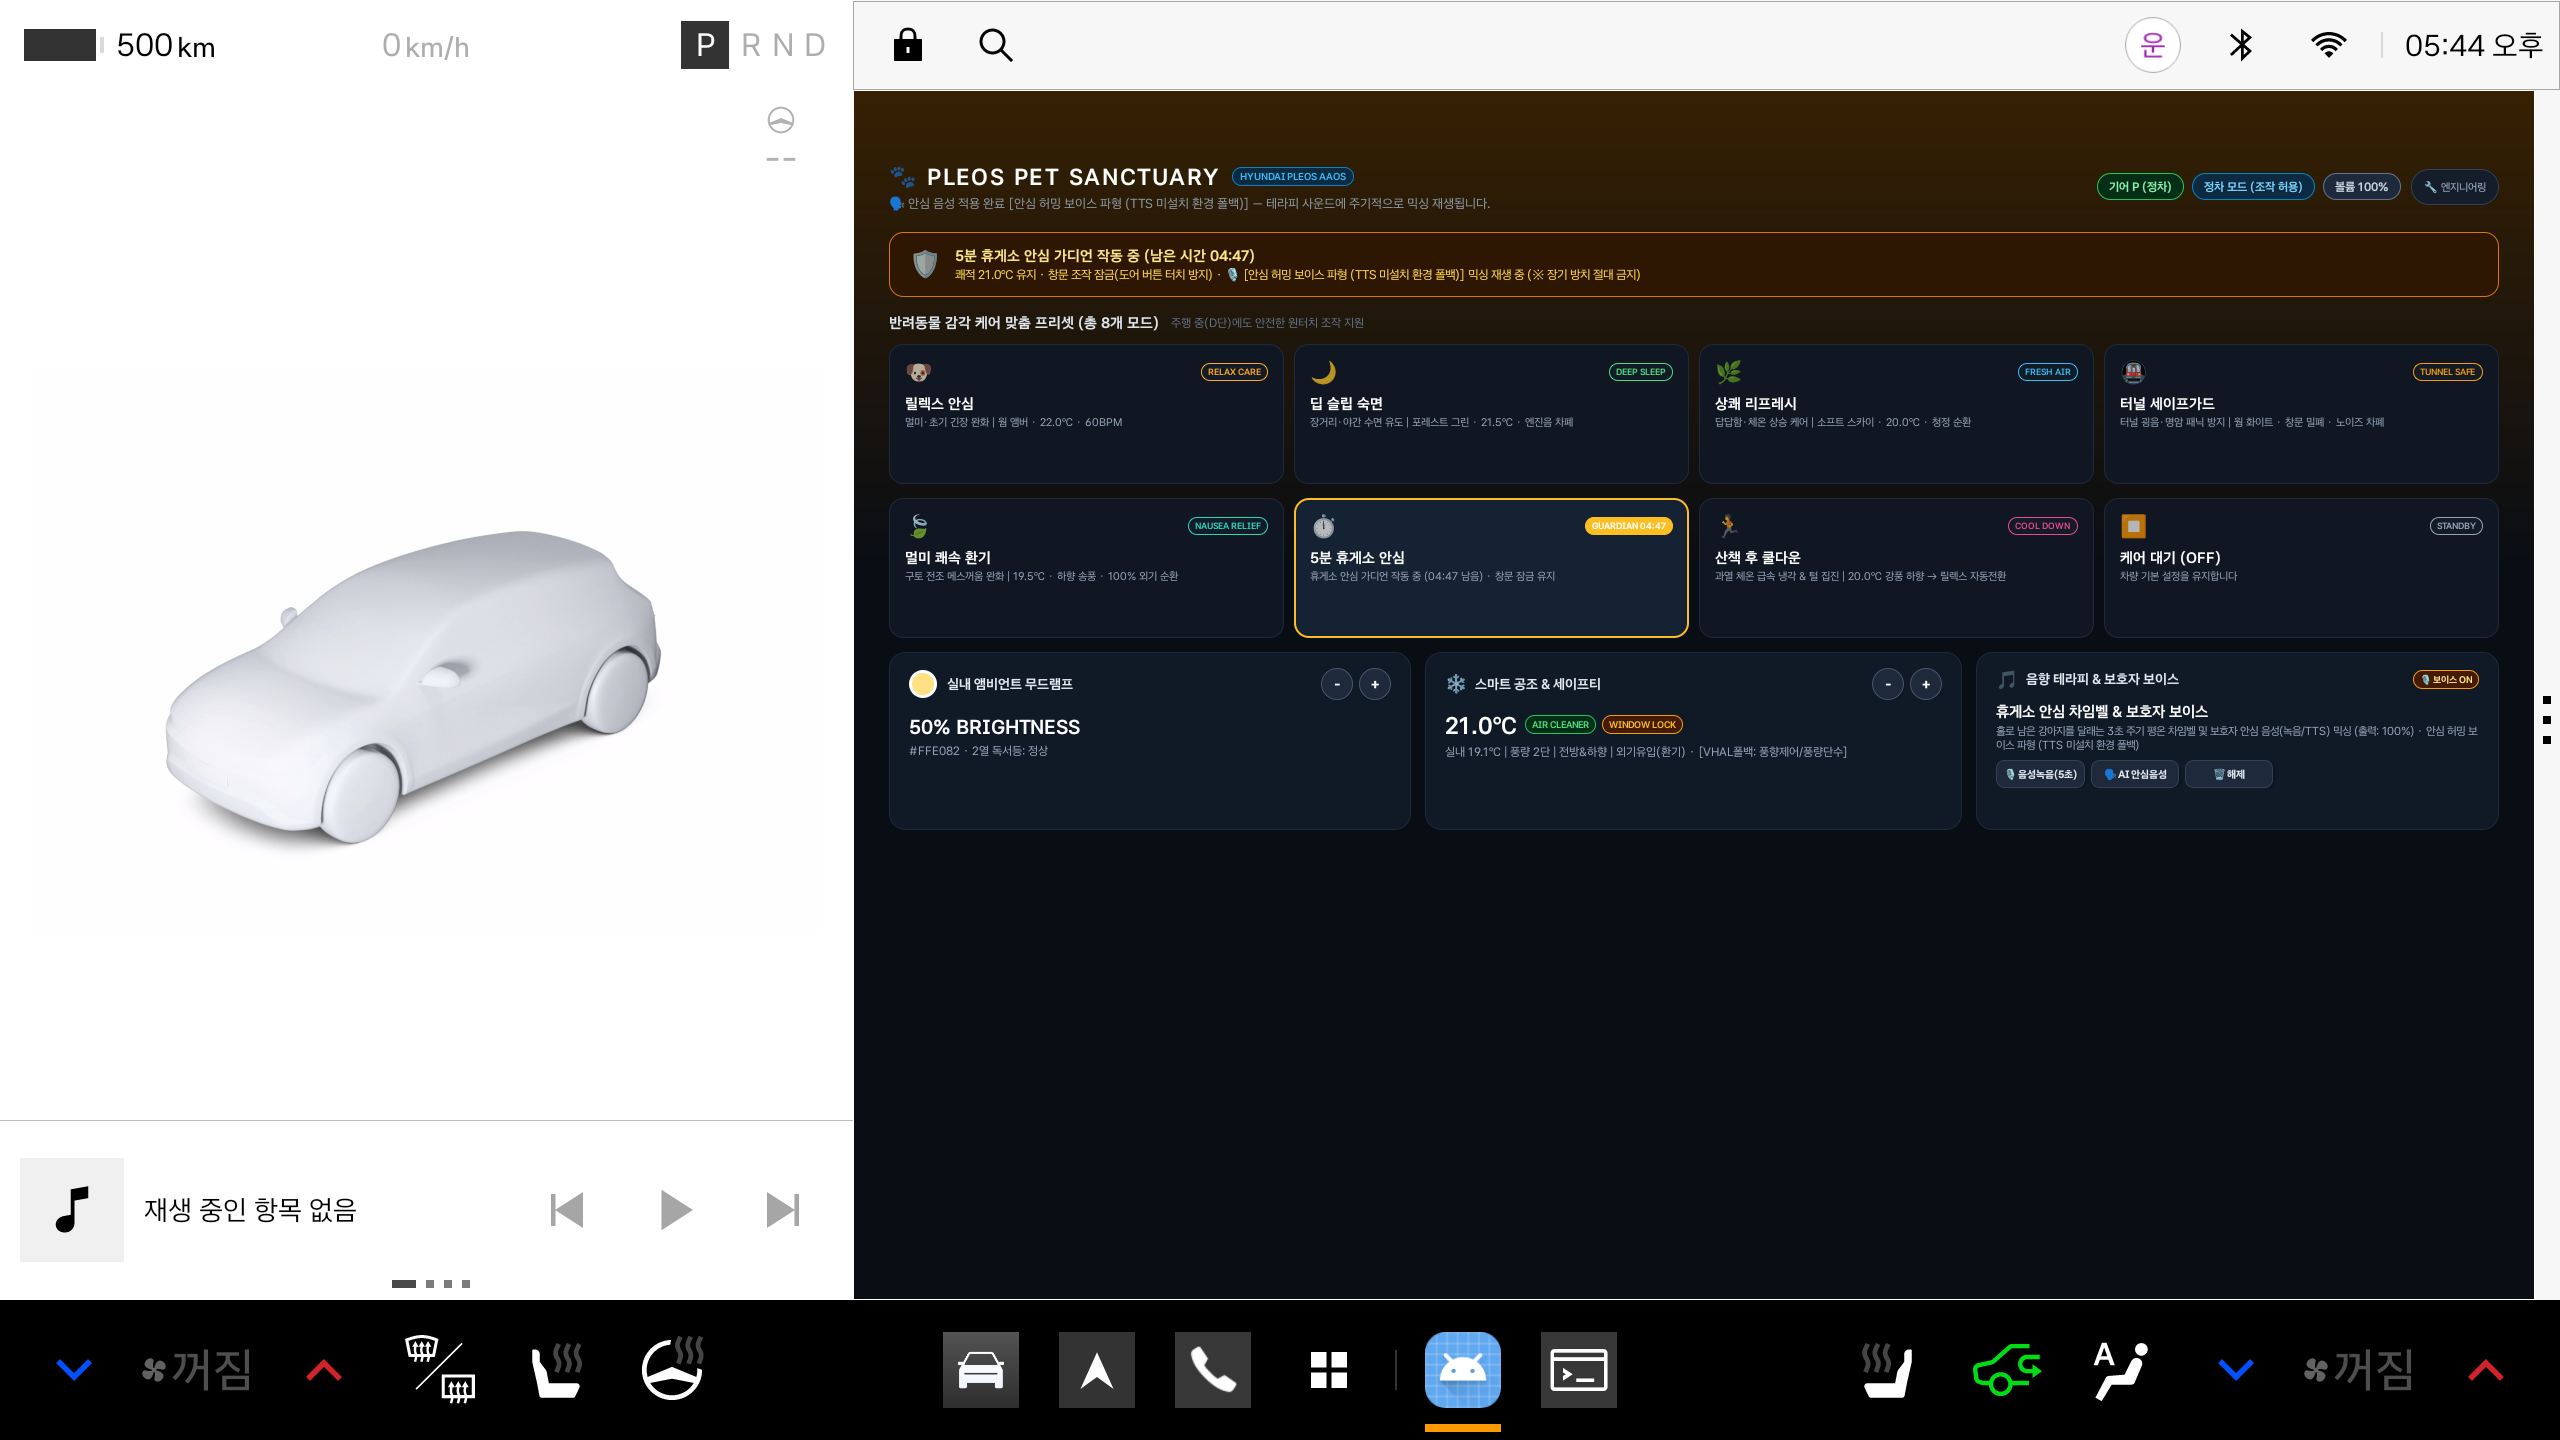 500 km
0 km/h
P R N D
운
05:44 오후
PLEOS PET SANCTUARY
HYUNDAI PLEOS AAOS
안심 음성 적용 완료 [안심 허밍 보이스 파형 (TTS 미설치 환경 폴백)] — 테라피 사운드에 주기적으로 믹싱 재생됩니다.
기어 P (정차)
정차 모드 (조작 허용)
볼륨 100%
엔지니어링
5분 휴게소 안심 가디언 작동 중 (남은 시간 04:47)
쾌적 21.0°C 유지 · 창문 조작 잠금(도어 버튼 터치 방지) · [안심 허밍 보이스 파형 (TTS 미설치 환경 폴백)] 믹싱 재생 중 (※ 장기 방치 절대 금지)
반려동물 감각 케어 맞춤 프리셋 (총 8개 모드)
주행 중(D단)에도 안전한 원터치 조작 지원
RELAX CARE
릴렉스 안심
멀미·초기 긴장 완화 | 웜 앰버 · 22.0°C · 60BPM
DEEP SLEEP
딥 슬립 숙면
장거리·야간 수면 유도 | 포레스트 그린 · 21.5°C · 엔진음 차폐
FRESH AIR
상쾌 리프레시
답답함·체온 상승 케어 | 소프트 스카이 · 20.0°C · 청정 순환
TUNNEL SAFE
터널 세이프가드
터널 굉음·명암 패닉 방지 | 웜 화이트 · 창문 밀폐 · 노이즈 차폐
NAUSEA RELIEF
멀미 쾌속 환기
구토 전조 메스꺼움 완화 | 19.5°C · 하향 송풍 · 100% 외기 순환
GUARDIAN 04:47
5분 휴게소 안심
휴게소 안심 가디언 작동 중 (04:47 남음) · 창문 잠금 유지
COOL DOWN
산책 후 쿨다운
과열 체온 급속 냉각 & 털 집진 | 20.0°C 강풍 하향 → 릴렉스 자동전환
STANDBY
케어 대기 (OFF)
차량 기본 설정을 유지합니다
실내 앰비언트 무드램프
- +
50% BRIGHTNESS
#FFE082 · 2열 독서등: 정상
스마트 공조 & 세이프티
- +
21.0°C
AIR CLEANER
WINDOW LOCK
실내 19.1°C | 풍량 2단 | 전방&하향 | 외기유입(환기) · [VHAL폴백: 풍향제어/풍량단수]
음향 테라피 & 보호자 보이스
보이스 ON
휴게소 안심 차임벨 & 보호자 보이스
홀로 남은 강아지를 달래는 3초 주기 평온 차임벨 및 보호자 안심 음성(녹음/TTS) 믹싱 (출력: 100%) · 안심 허밍 보
이스 파형 (TTS 미설치 환경 폴백)
음성녹음(5초)
AI 안심음성
해제
재생 중인 항목 없음
꺼짐
A
꺼짐